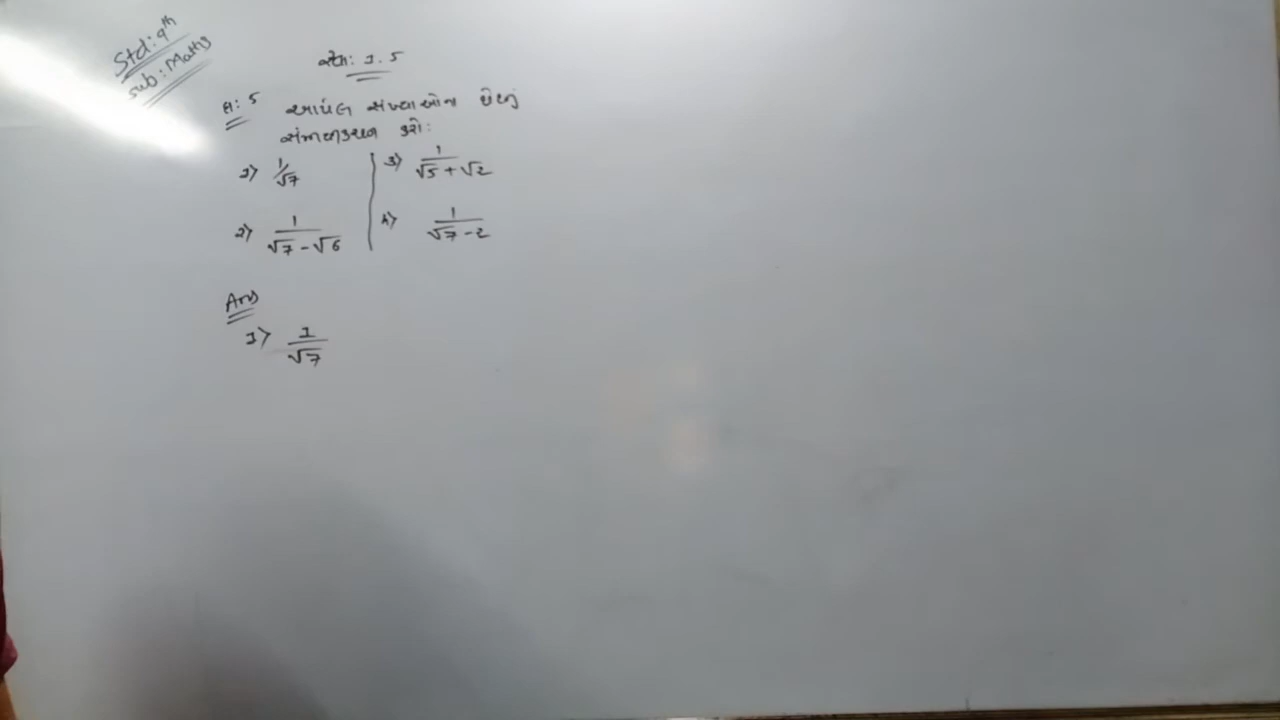 Std: 9th
Sub: Maths
સ્વા: 1.5
દા: 5 આપેલ સંખ્યાઓના છેદનું
સંમેયીકરણ કરો:
1) 1/√7
2) 1/(√7 - √6)
3) 1/(√5 + √2)
4) 1/(√7 - 2)
Ans
1) 1/√7